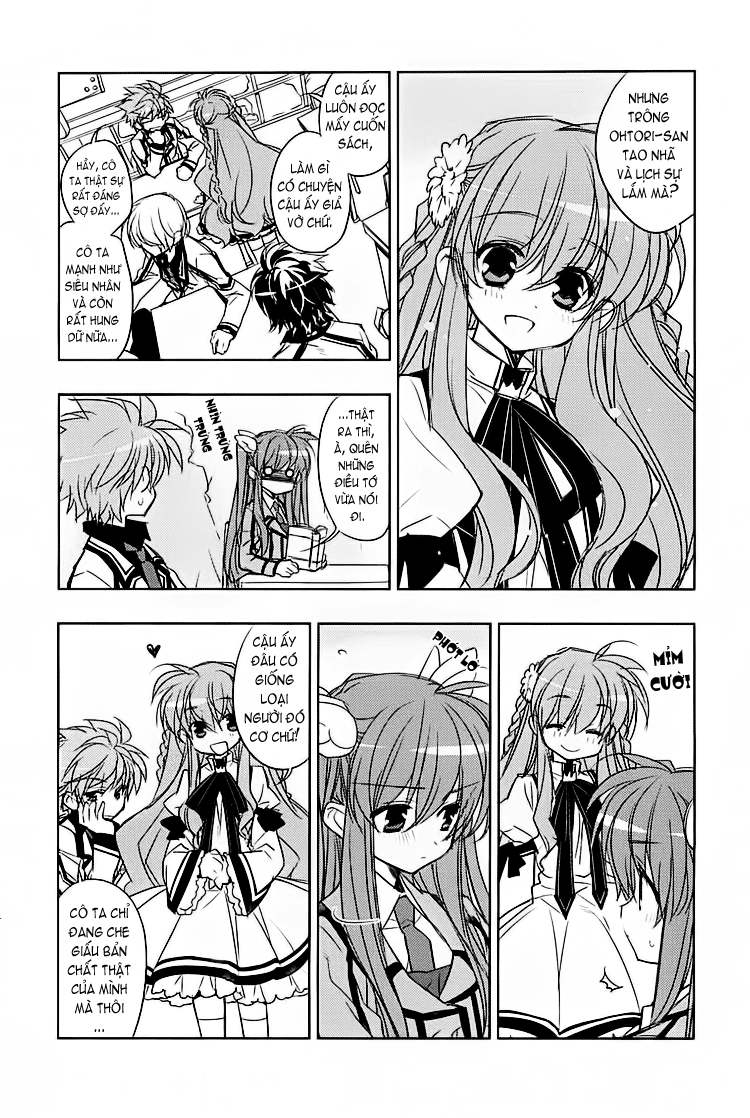 NHƯNG
TRÔNG
OHTORI-SAN
TAO NHÃ
VÀ LỊCH SỰ
LẮM MÀ?
CẬU ẤY
LUÔN ĐỌC
MẤY CUỐN
SÁCH,
LÀM GÌ
CÓ CHUYỆN
CẬU ẤY GIẢ
VỜ CHỨ.
HẢY, CÔ
TA THẬT SỰ
RẤT ĐÁNG
SỢ ĐẤY...
CÔ TA
MẠNH NHƯ
SIÊU NHÂN
VÀ CÒN
RẤT HUNG
DỮ NỮA...
...THẬT
RA THÌ,
À, QUÊN
NHỮNG
ĐIỀU TỚ
VỪA NÓI
ĐI.
NHÌN TRỪNG
TRỪNG
MỈM
CƯỜI
PHỚT LỜ
CẬU ẤY
ĐÂU CÓ
GIỐNG
LOẠI
NGƯỜI ĐÓ
CƠ CHỨ!
CÔ TA CHỈ
ĐANG CHE
GIẤU BẢN
CHẤT THẬT
CỦA MÌNH
MÀ THÔI
...